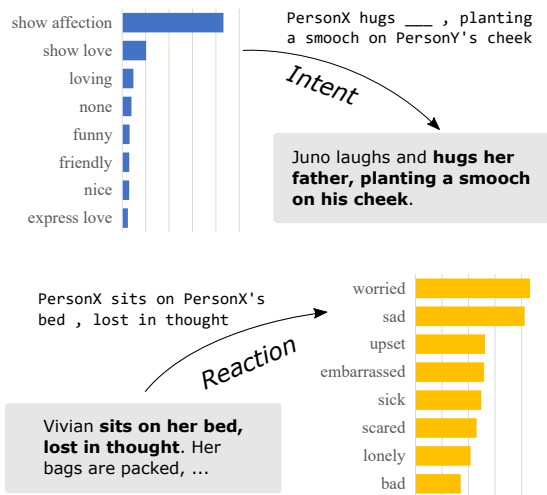 show affection
show love
loving
none
funny
friendly
nice
express love
PersonX hugs ___ , planting
a smooch on PersonY's cheek
Intent
Juno laughs and hugs her
father, planting a smooch
on his cheek.
PersonX sits on PersonX's
bed , lost in thought
Reaction
Vivian sits on her bed,
lost in thought. Her
bags are packed, ...
worried
sad
upset
embarrassed
sick
scared
lonely
bad